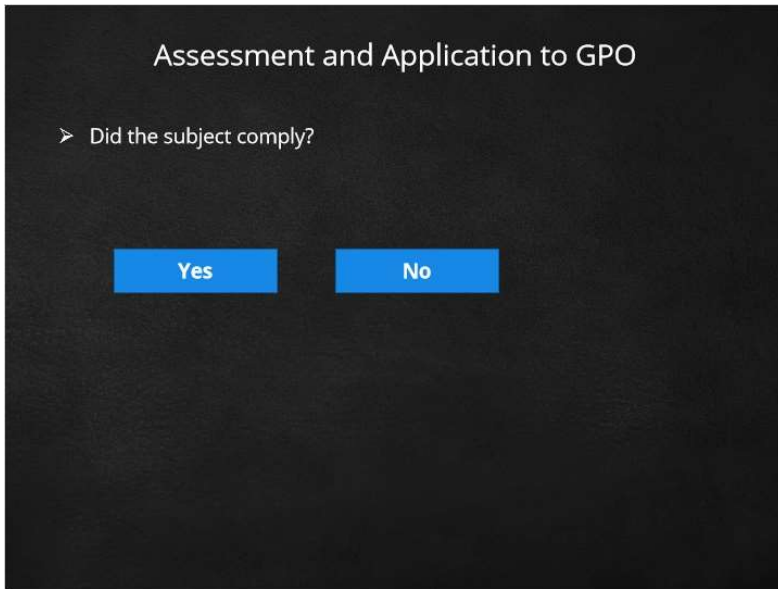 Assessment and Application to GPO
➢ Did the subject comply?
Yes No